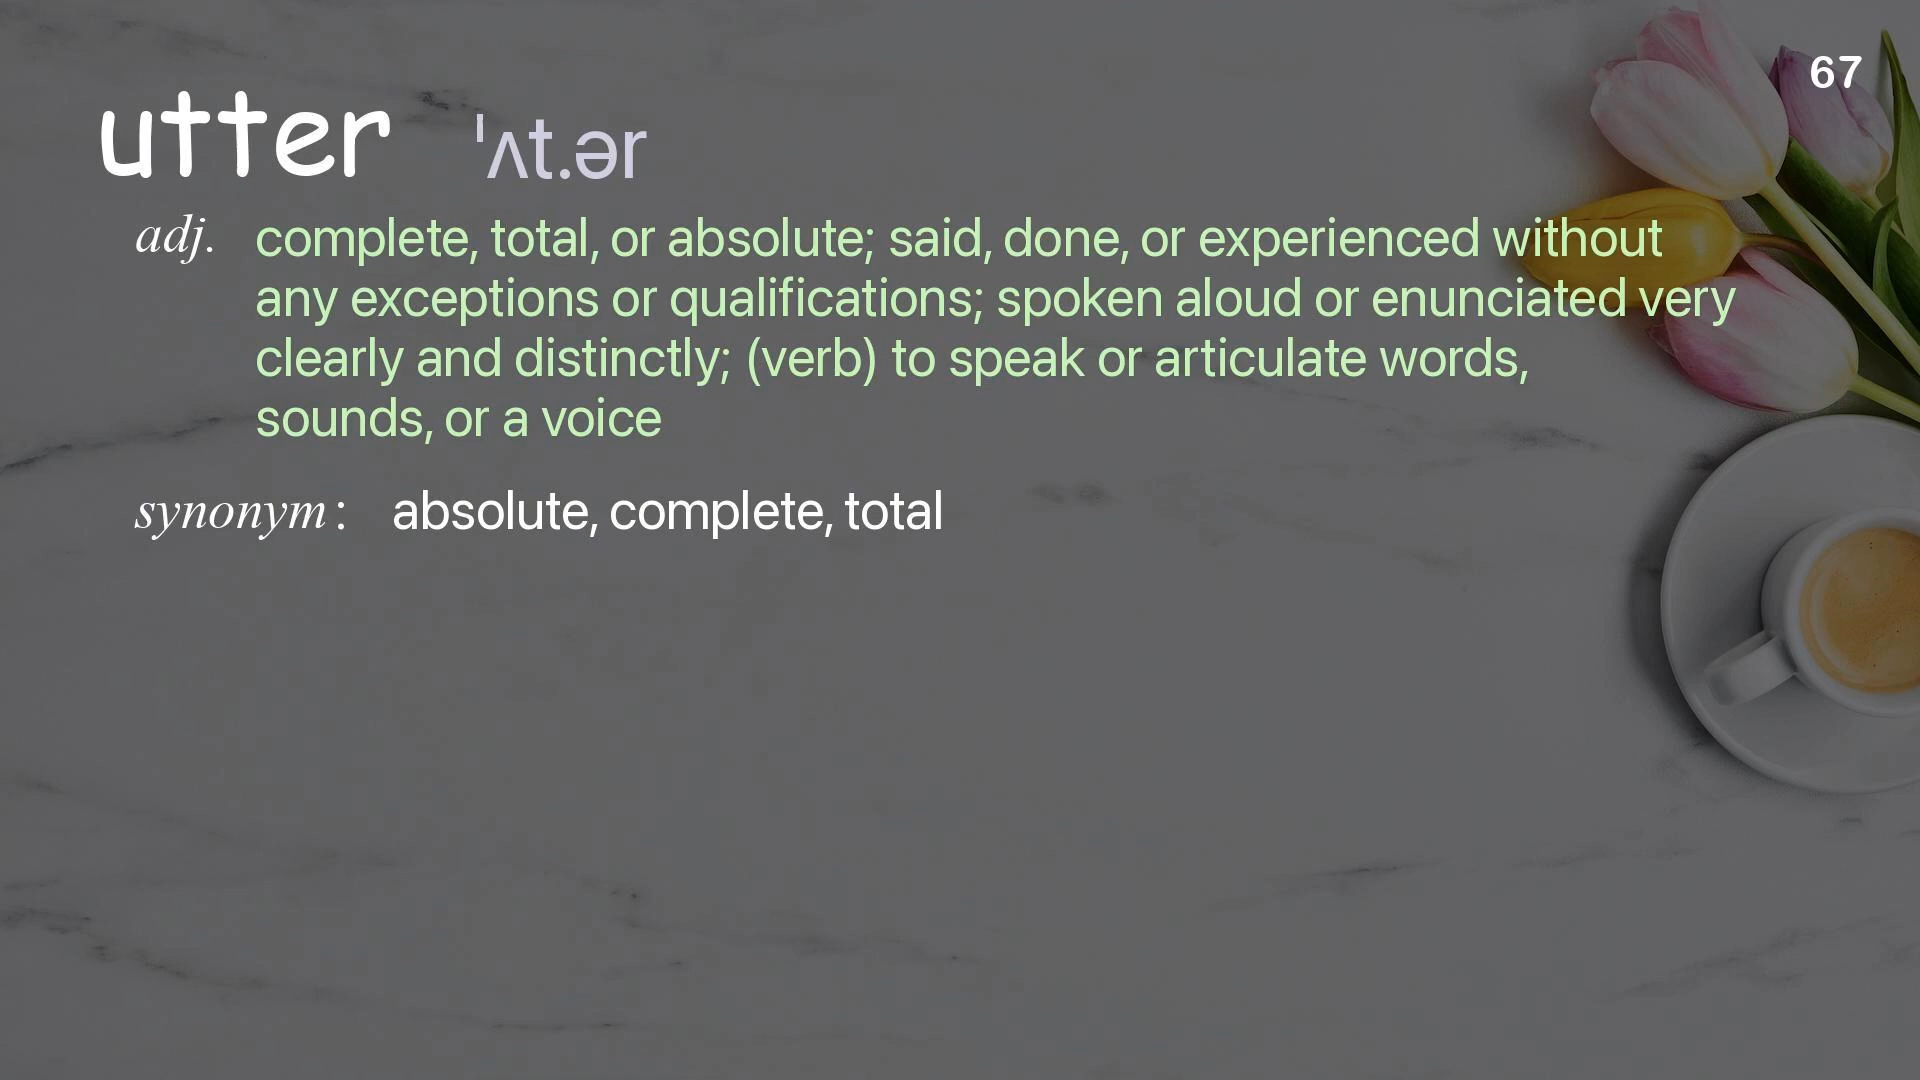 67
utter ˈʌt.ər
adj. complete, total, or absolute; said, done, or experienced without
any exceptions or qualifications; spoken aloud or enunciated very
clearly and distinctly; (verb) to speak or articulate words,
sounds, or a voice
synonym : absolute, complete, total